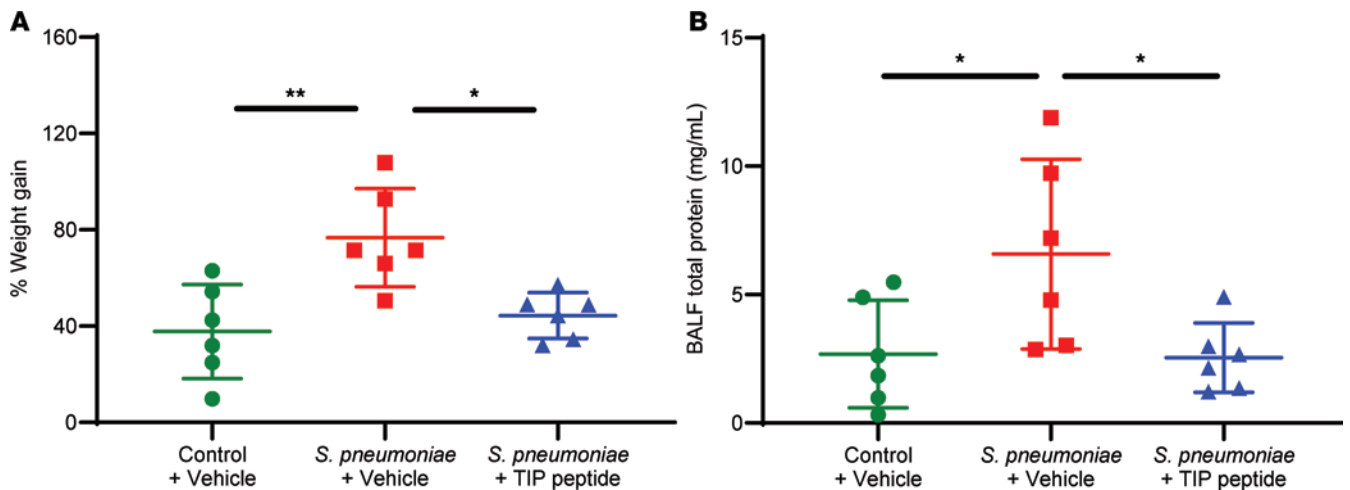 A
160
120
80
40
0
% Weight gain
**
*
Control
+ Vehicle
S. pneumoniae
+ Vehicle
S. pneumoniae
+ TIP peptide
B
15
10
5
0
BALF total protein (mg/mL)
*
*
Control
+ Vehicle
S. pneumoniae
+ Vehicle
S. pneumoniae
+ TIP peptide